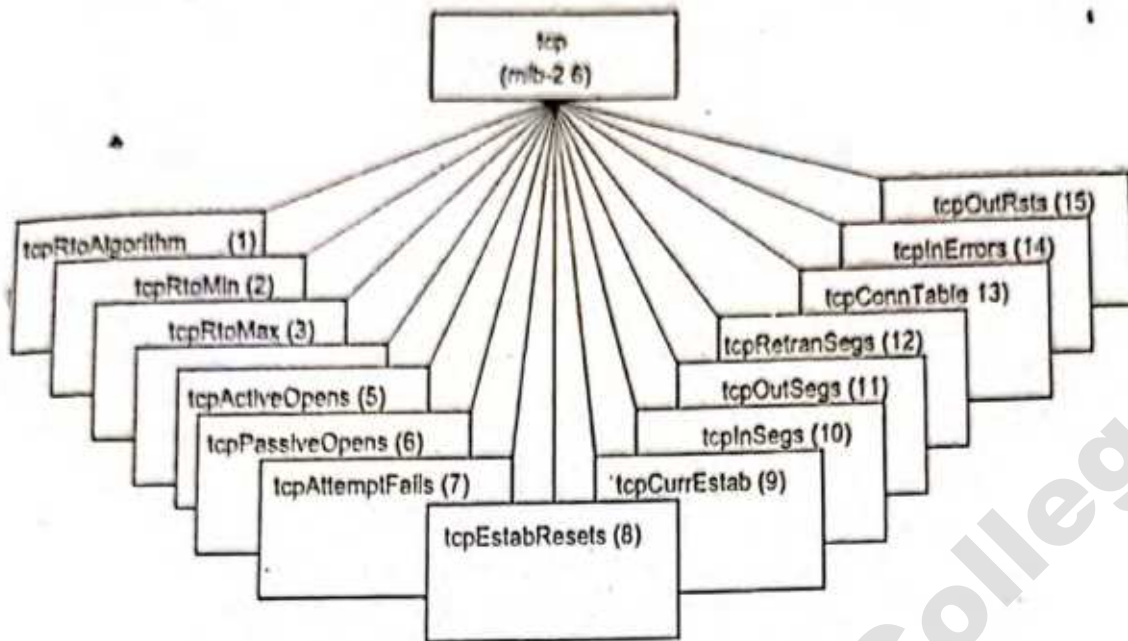 tcp
(mib-2 6)
tcpRtoAlgorithm (1)
tcpRtoMin (2)
tcpRtoMax (3)
tcpActiveOpens (5)
tcpPassiveOpens (6)
tcpAttemptFails (7)
tcpEstabResets (8)
tcpCurrEstab (9)
tcpInSegs (10)
tcpOutSegs (11)
tcpRetranSegs (12)
tcpConnTable 13)
tcpInErrors (14)
tcpOutRsts (15)
Colleg